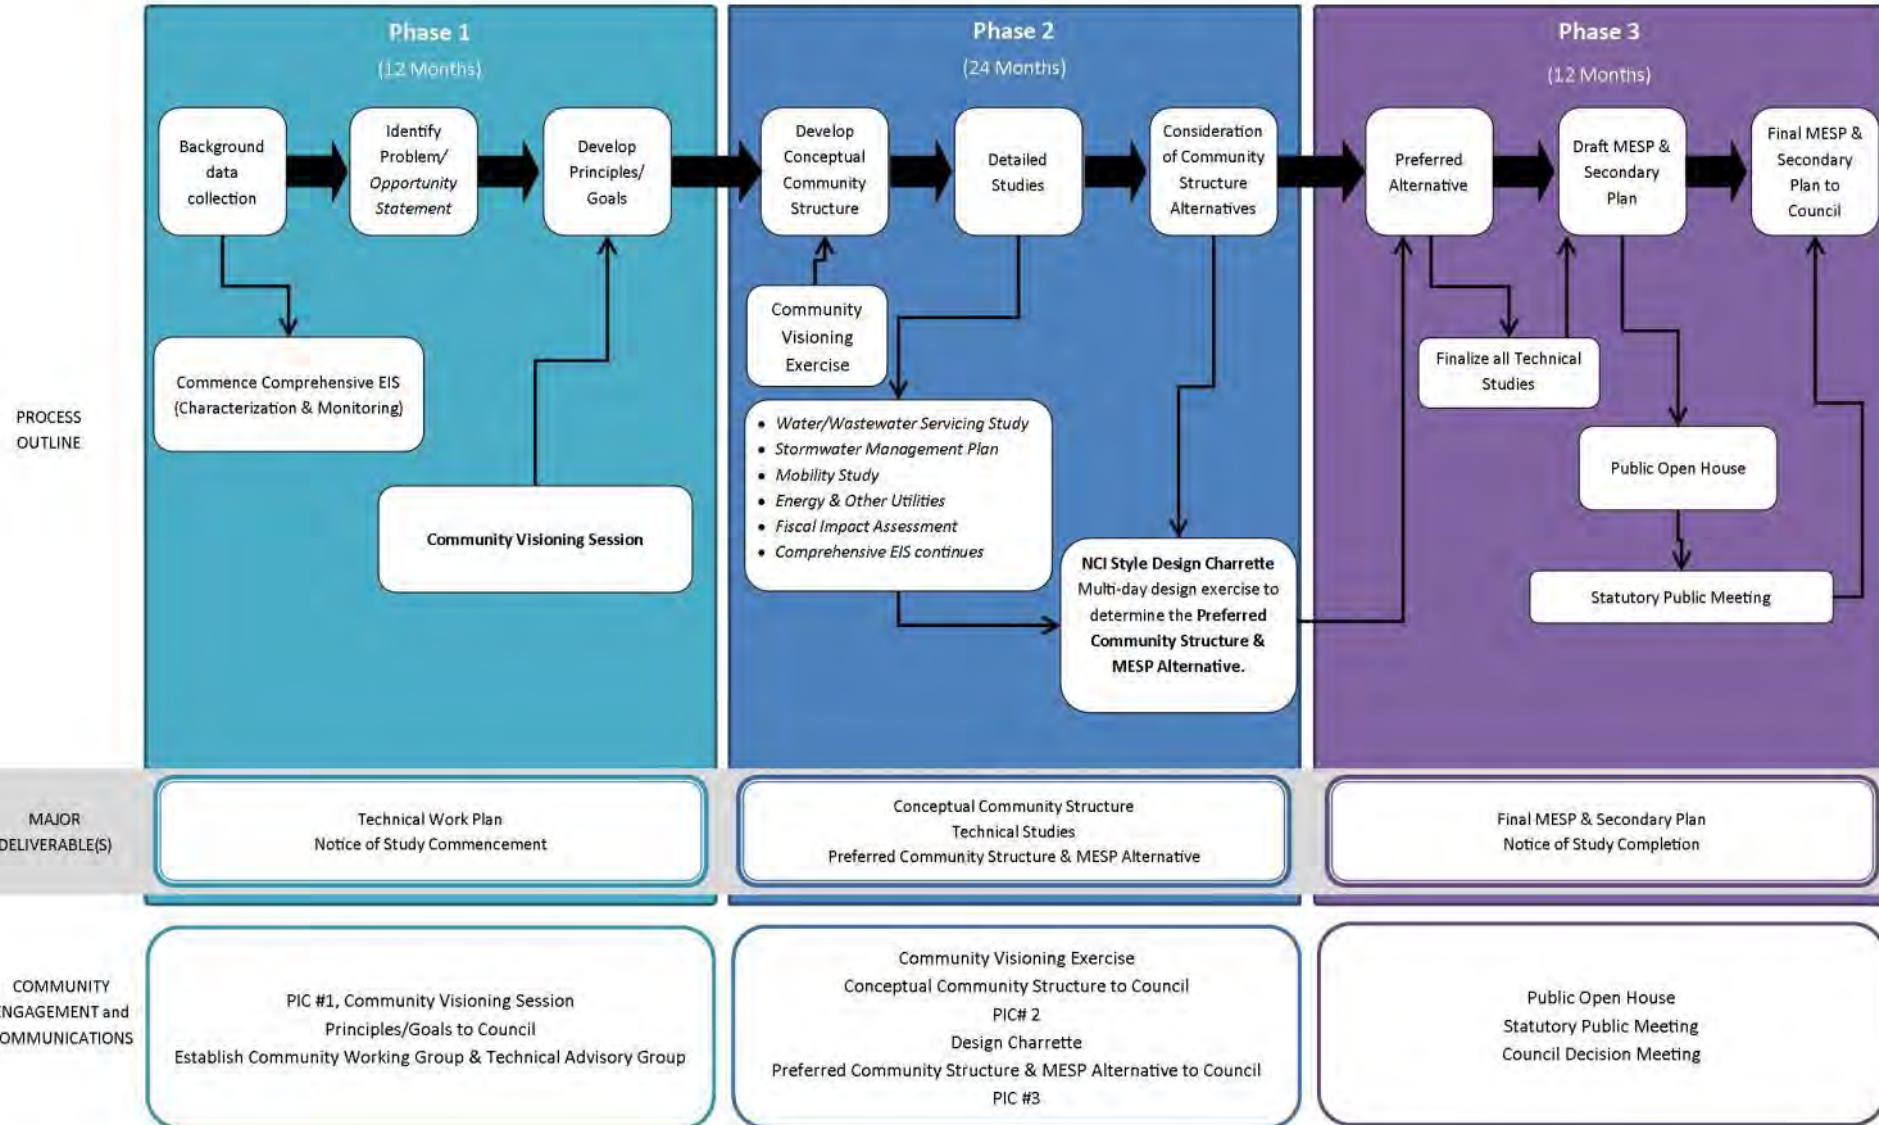 Phase 1
(12 Months)
Background
data
collection
Identify
Problem/
Opportunity
Statement
Develop
Principles/
Goals
Commence Comprehensive EIS
(Characterization & Monitoring)
Community Visioning Session
Phase 2
(24 Months)
Develop
Conceptual
Community
Structure
Detailed
Studies
Consideration
of Community
Structure
Alternatives
Community
Visioning
Exercise
• Water/Wastewater Servicing Study
• Stormwater Management Plan
• Mobility Study
• Energy & Other Utilities
• Fiscal Impact Assessment
• Comprehensive EIS continues
NCI Style Design Charrette
Multi-day design exercise to
determine the Preferred
Community Structure &
MESP Alternative.
Phase 3
(12 Months)
Preferred
Alternative
Draft MESP &
Secondary
Plan
Final MESP &
Secondary
Plan to
Council
Finalize all Technical
Studies
Public Open House
Statutory Public Meeting
PROCESS
OUTLINE
MAJOR
DELIVERABLE(S)
Technical Work Plan
Notice of Study Commencement
Conceptual Community Structure
Technical Studies
Preferred Community Structure & MESP Alternative
Final MESP & Secondary Plan
Notice of Study Completion
COMMUNITY
ENGAGEMENT and
COMMUNICATIONS
PIC #1, Community Visioning Session
Principles/Goals to Council
Establish Community Working Group & Technical Advisory Group
Community Visioning Exercise
Conceptual Community Structure to Council
PIC# 2
Design Charrette
Preferred Community Structure & MESP Alternative to Council
PIC #3
Public Open House
Statutory Public Meeting
Council Decision Meeting